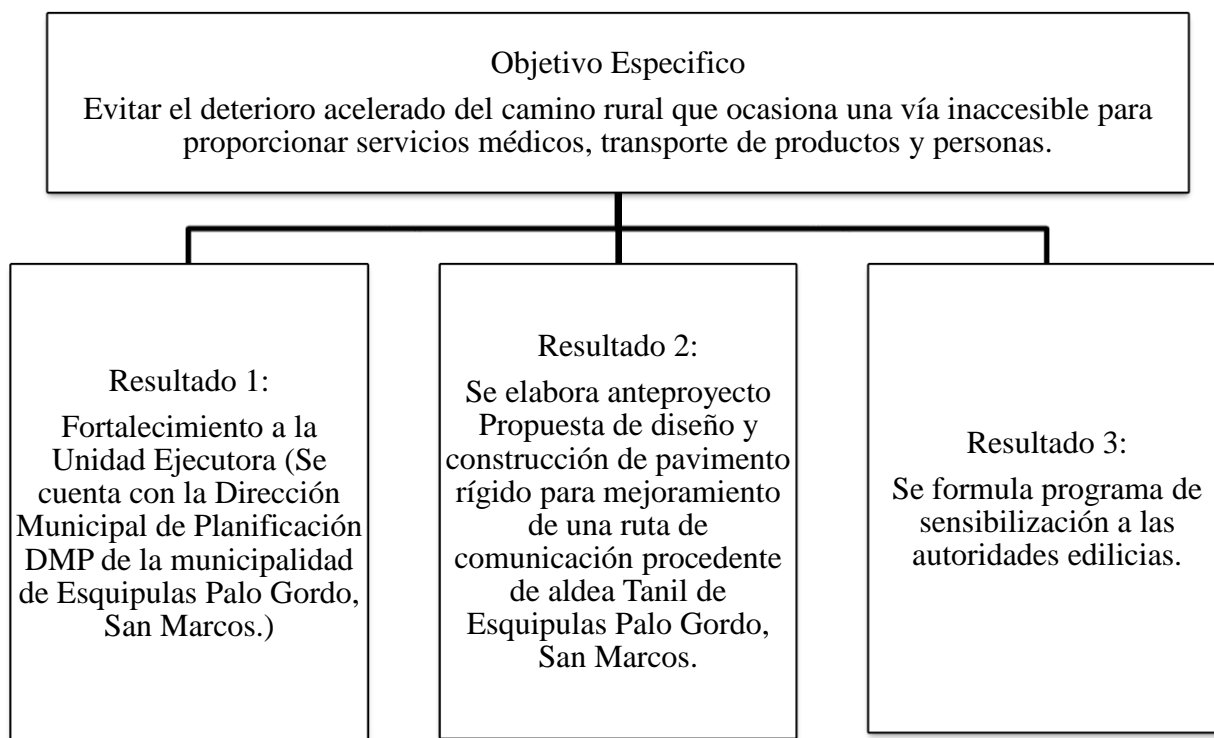 Objetivo Especifico
Evitar el deterioro acelerado del camino rural que ocasiona una vía inaccesible para
proporcionar servicios médicos, transporte de productos y personas.
Resultado 1:
Fortalecimiento a la
Unidad Ejecutora (Se
cuenta con la Dirección
Municipal de Planificación
DMP de la municipalidad
de Esquipulas Palo Gordo,
San Marcos.)
Resultado 2:
Se elabora anteproyecto
Propuesta de diseño y
construcción de pavimento
rígido para mejoramiento
de una ruta de
comunicación procedente
de aldea Tanil de
Esquipulas Palo Gordo,
San Marcos.
Resultado 3:
Se formula programa de
sensibilización a las
autoridades edilicias.